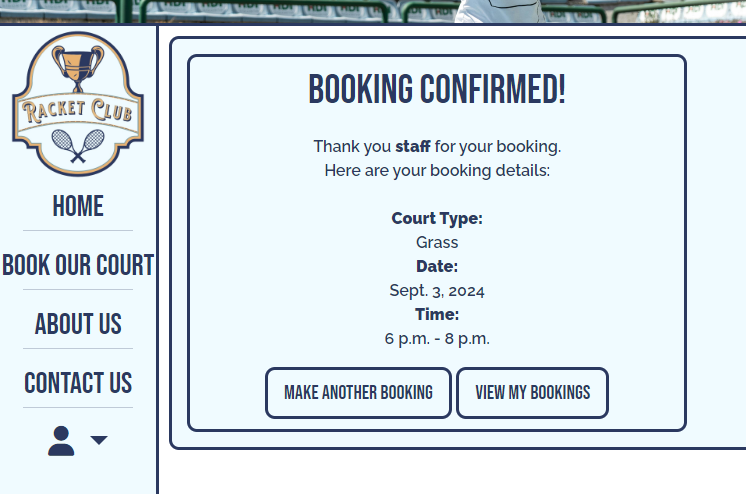 RACKET CLUB
HOME
BOOK OUR COURT
ABOUT US
CONTACT US
BOOKING CONFIRMED!
Thank you staff for your booking.
Here are your booking details:
Court Type:
Grass
Date:
Sept. 3, 2024
Time:
6 p.m. - 8 p.m.
MAKE ANOTHER BOOKING
VIEW MY BOOKINGS